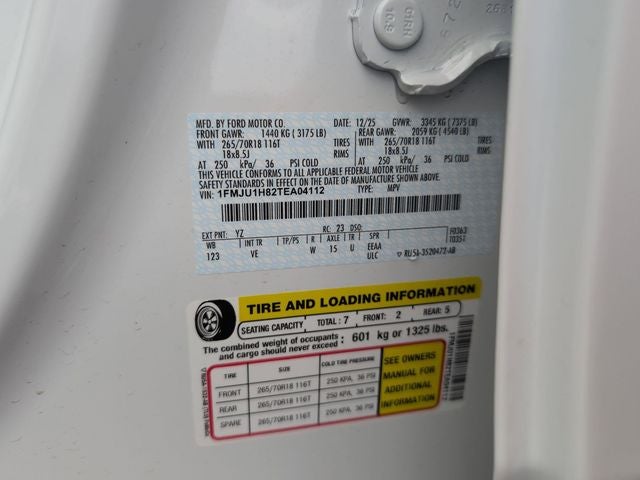 MFD. BY FORD MOTOR CO.
DATE: 12/25 GVWR: 3345 KG ( 7375 LB)
FRONT GAWR: 1440 KG ( 3175 LB) REAR GAWR: 2059 KG ( 4540 LB)
WITH 265/70R18 116T TIRES WITH 265/70R18 116T TIRES
18x8.5J RIMS 18x8.5J RIMS
AT 250 kPa/ 36 PSI COLD AT 250 kPa/ 36 PSI COLD
THIS VEHICLE CONFORMS TO ALL APPLICABLE FEDERAL MOTOR VEHICLE
SAFETY STANDARDS IN EFFECT ON THE DATE OF MANUFACTURE SHOWN ABOVE.
VIN: 1FMJU1H82TEA04112 TYPE: MPV
EXT PNT: YZ RC: 23 DSO:
WB INT TR TP/PS R AXLE TR SPR
123 VE W 15 U EEAA
ULC
TIRE AND LOADING INFORMATION
SEATING CAPACITY TOTAL: 7 FRONT: 2 REAR: 5
The combined weight of occupants and cargo should never exceed: 601 kg or 1325 lbs.
TIRE SIZE COLD TIRE PRESSURE
FRONT 265/70R18 116T 250 KPA, 36 PSI
REAR 265/70R18 116T 250 KPA, 36 PSI
SPARE 265/70R18 116T 250 KPA, 36 PSI
SEE OWNERS
MANUAL FOR
ADDITIONAL
INFORMATION